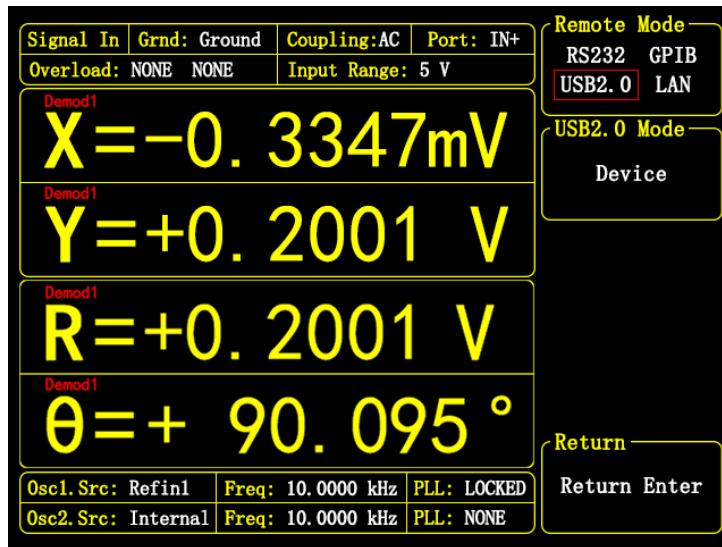 Signal In Grnd: Ground Coupling:AC Port: IN+
Overload: NONE NONE Input Range: 5 V
Demod1
X=-0.3347mV
Demod1
Y=+0.2001 V
Demod1
R=+0.2001 V
Demod1
θ=+ 90.095°
Osc1.Src: Refin1 Freq: 10.0000 kHz PLL: LOCKED
Osc2.Src: Internal Freq: 10.0000 kHz PLL: NONE
Remote Mode
RS232 GPIB
USB2.0 LAN
USB2.0 Mode
Device
Return
Return Enter